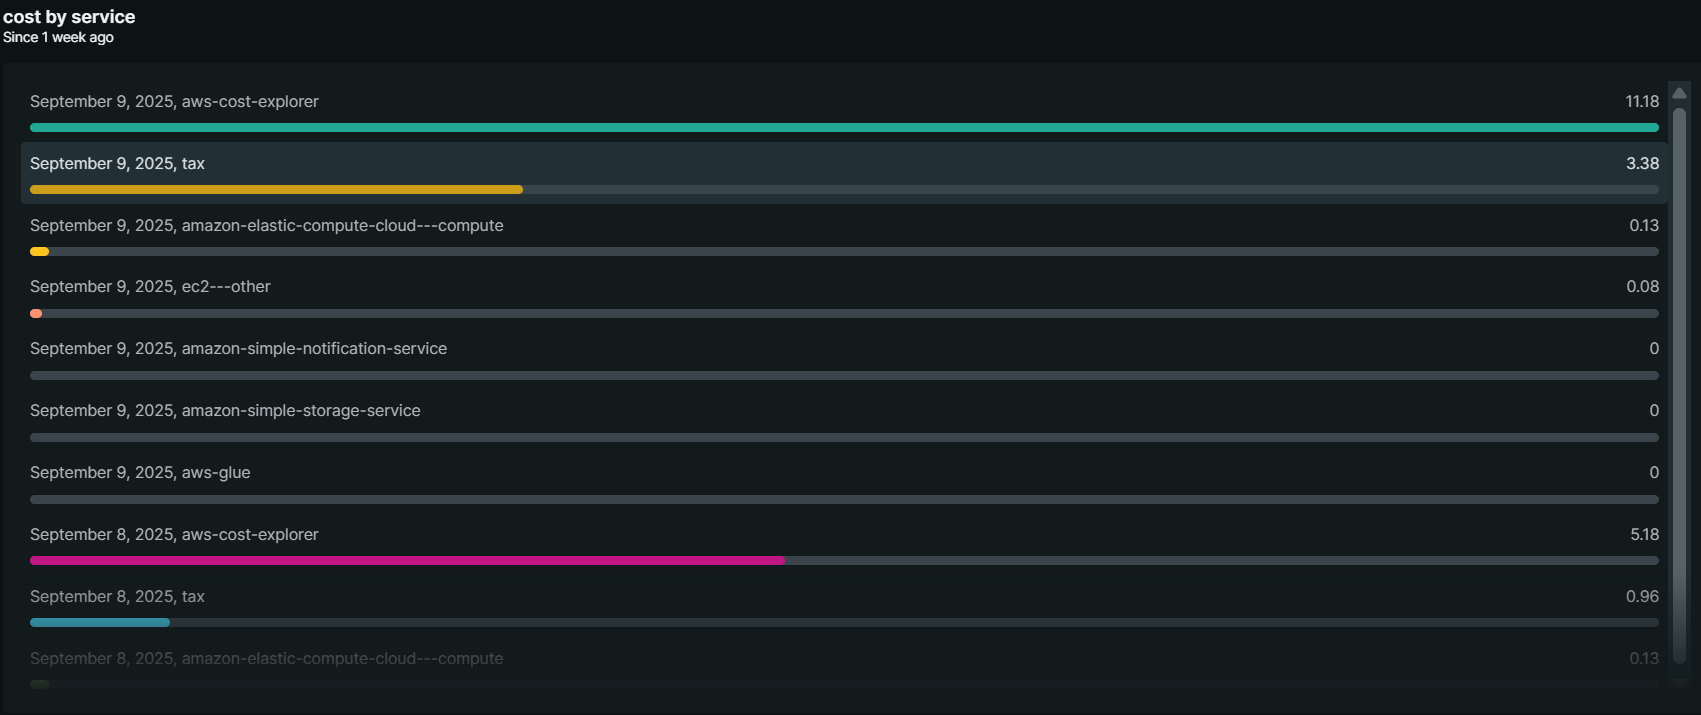 cost by service
Since 1 week ago
September 9, 2025, aws-cost-explorer 11.18
September 9, 2025, tax 3.38
September 9, 2025, amazon-elastic-compute-cloud---compute 0.13
September 9, 2025, ec2---other 0.08
September 9, 2025, amazon-simple-notification-service 0
September 9, 2025, amazon-simple-storage-service 0
September 9, 2025, aws-glue 0
September 8, 2025, aws-cost-explorer 5.18
September 8, 2025, tax 0.96
September 8, 2025, amazon-elastic-compute-cloud---compute 0.13